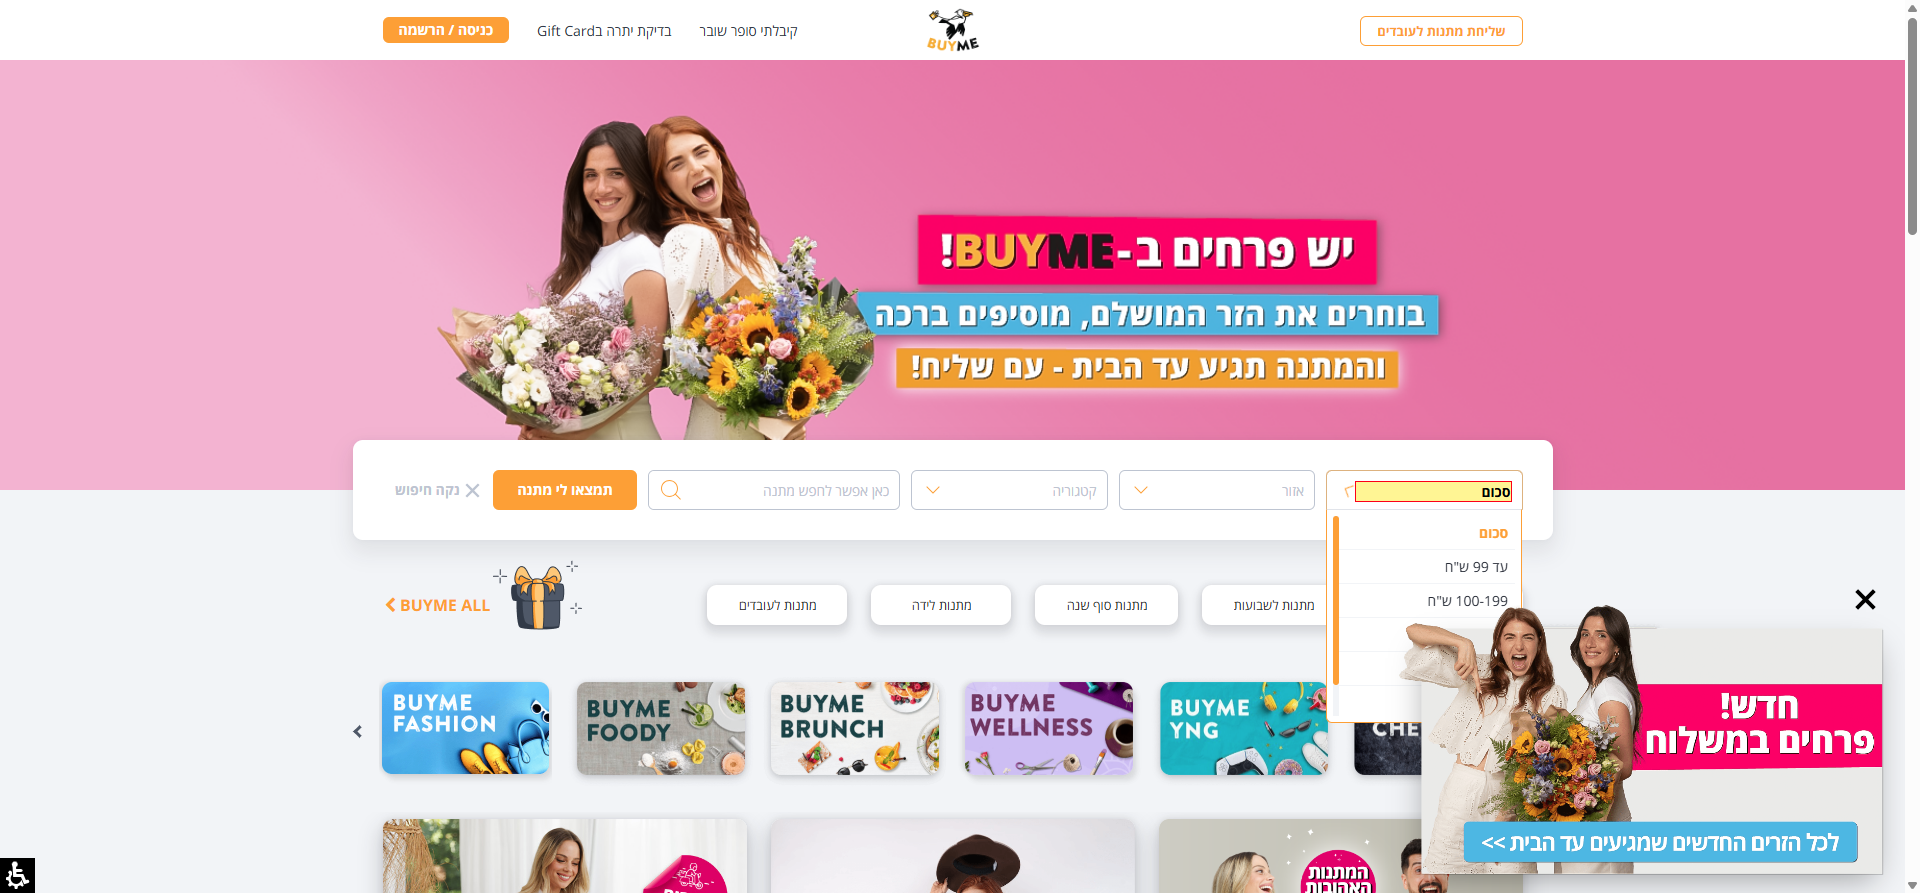 שליחת מתנות לעובדים
BUYME
קיבלתי סופר שובר
בדיקת יתרה בGift Card
כניסה / הרשמה
יש פרחים ב-BUYME!
בוחרים את הזר המושלם, מוסיפים ברכה
והמתנה תגיע עד הבית - עם שליח!
סכום
אזור
קטגוריה
כאן אפשר לחפש מתנה
תמצאו לי מתנה
נקה חיפוש
סכום
עד 99 ש"ח
100-199 ש"ח
מתנות לשבועות
מתנות סוף שנה
מתנות לידה
מתנות לעובדים
BUYME ALL
BUYME
FASHION
BUYME
FOODY
BUYME
BRUNCH
BUYME
WELLNESS
BUYME
YNG
חדש!
פרחים במשלוח
לכל הזרים החדשים שמגיעים עד הבית >>
המתנות
האהובות